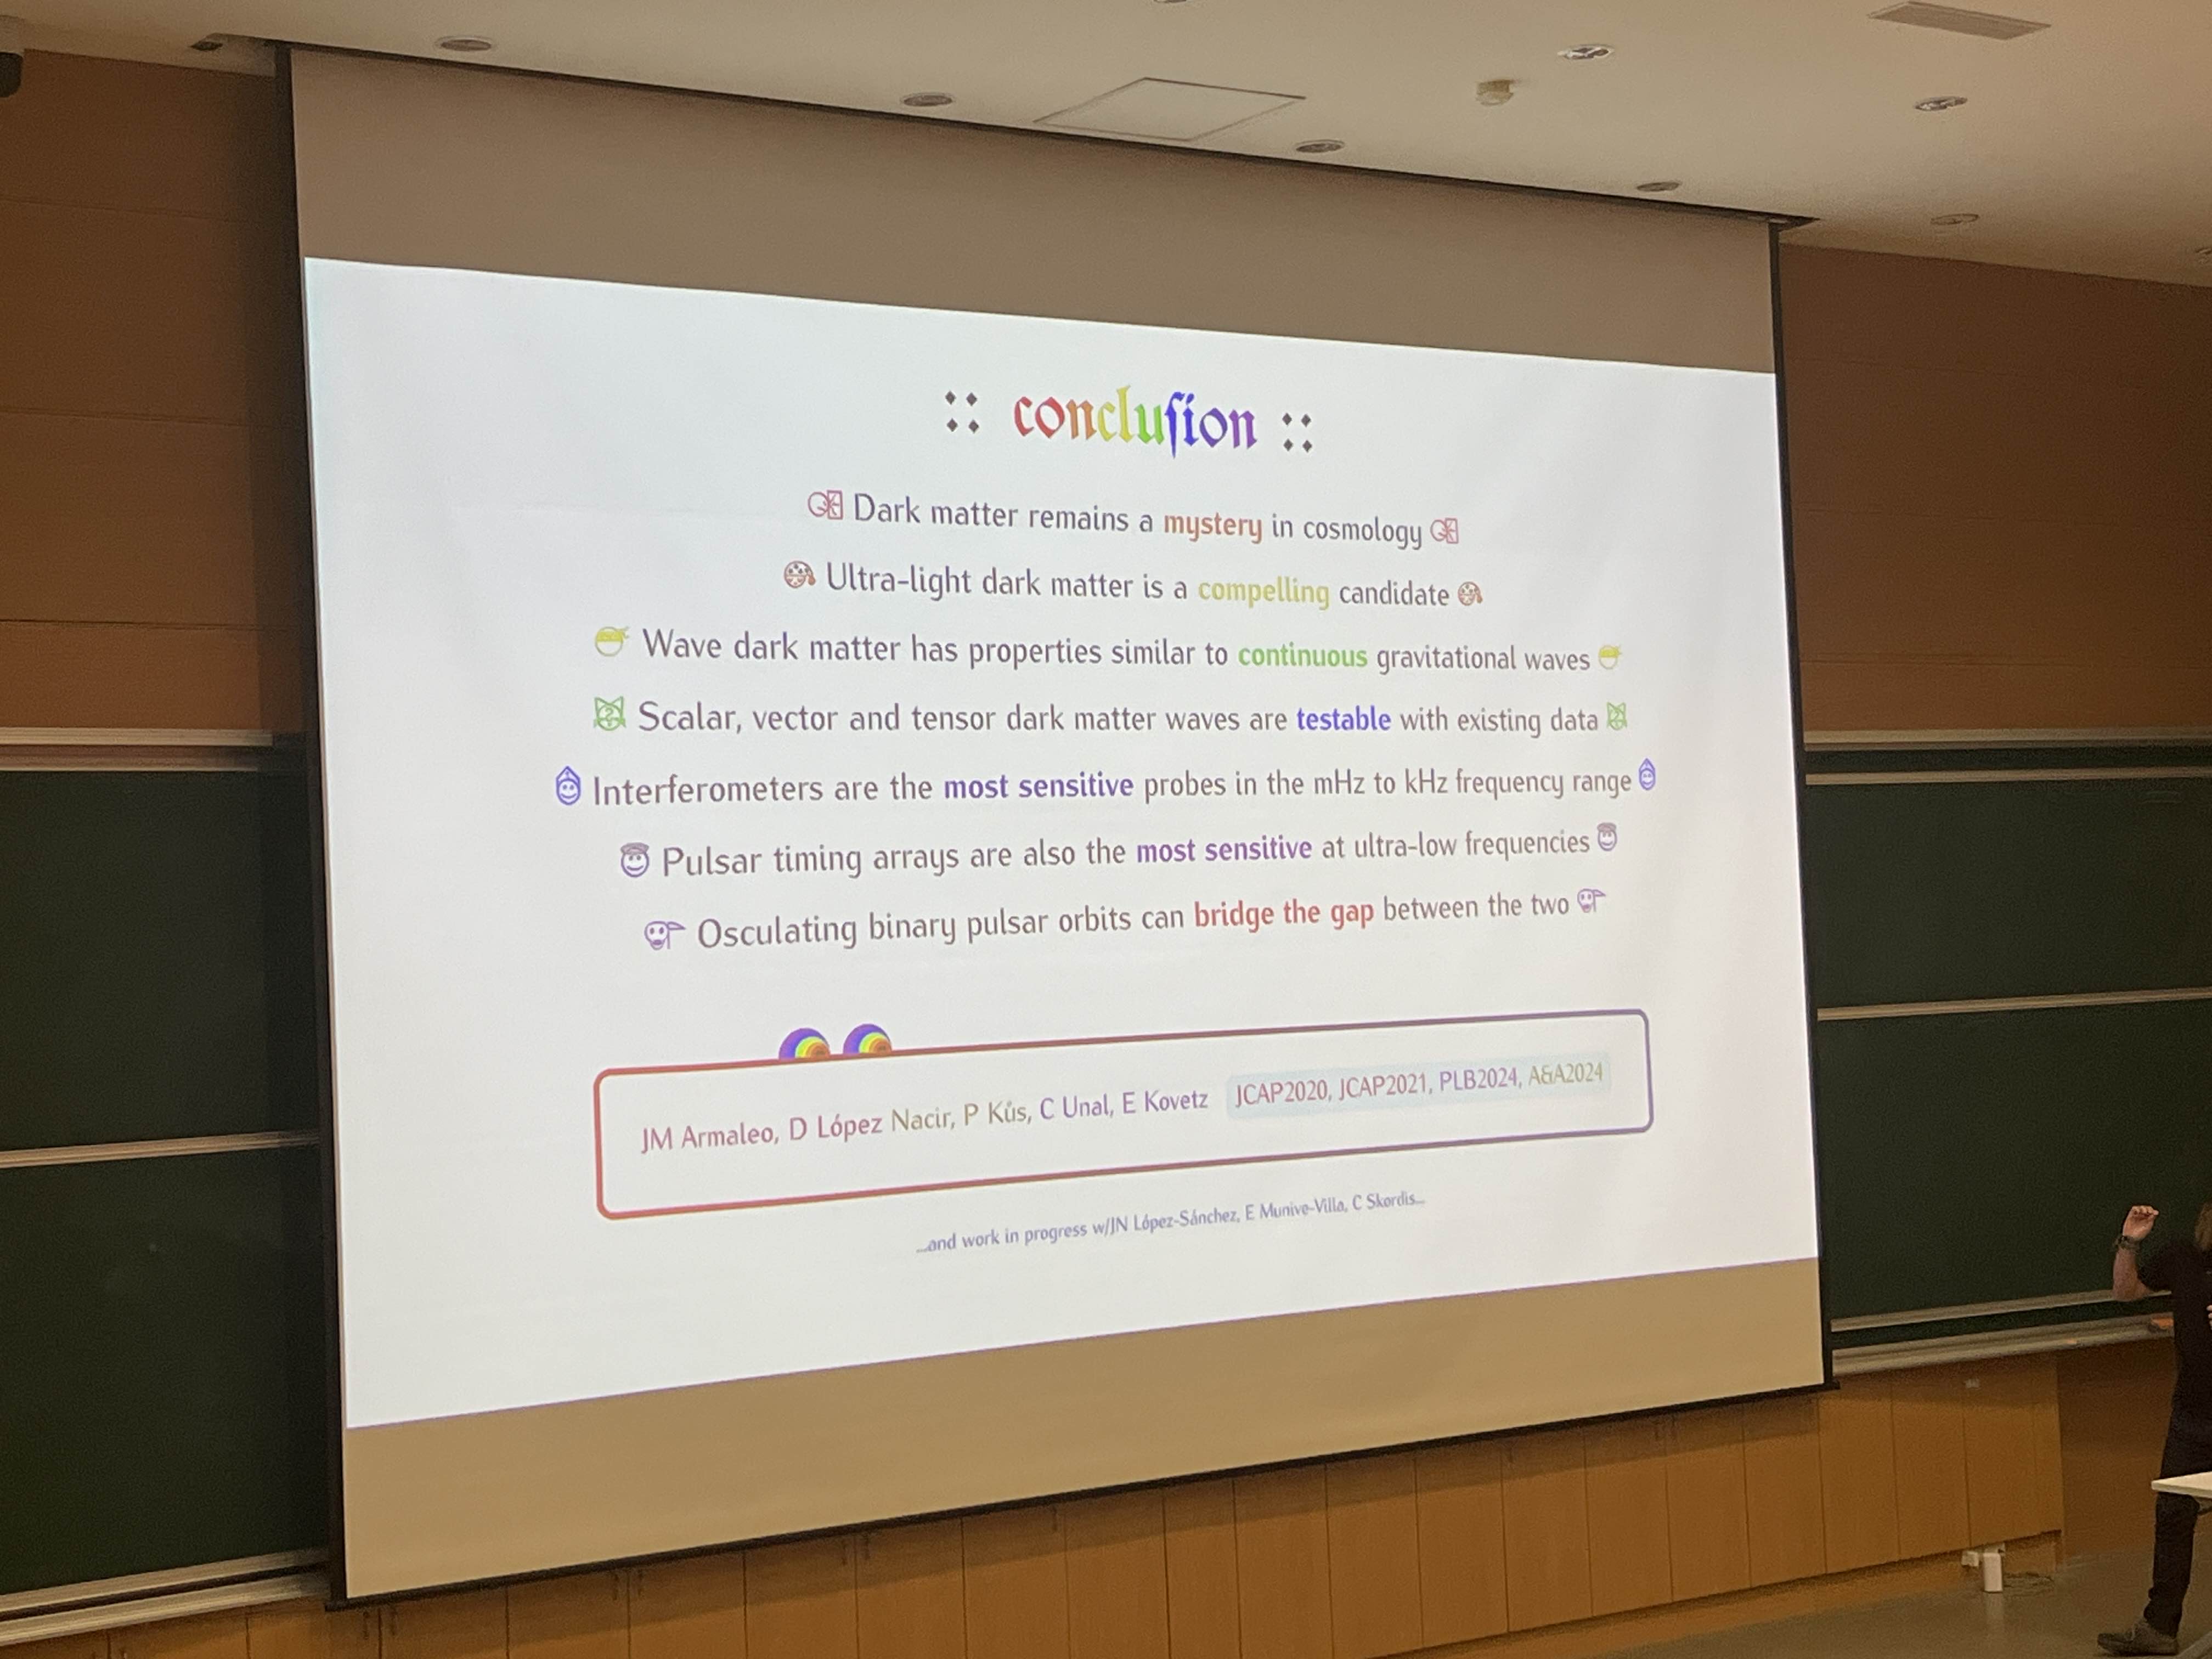 :: concluſion ::
Dark matter remains a mystery in cosmology
Ultra-light dark matter is a compelling candidate
Wave dark matter has properties similar to continuous gravitational waves
Scalar, vector and tensor dark matter waves are testable with existing data
Interferometers are the most sensitive probes in the mHz to kHz frequency range
Pulsar timing arrays are also the most sensitive at ultra-low frequencies
Osculating binary pulsar orbits can bridge the gap between the two
JM Armaleo, D López Nacir, P Kůs, C Unal, E Kovetz JCAP2020, JCAP2021, PLB2024, A&A2024
...and work in progress w/JN López-Sánchez, E Munive-Villa, C Skordis...